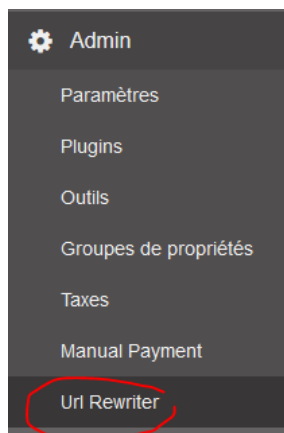 Admin
Paramètres
Plugins
Outils
Groupes de propriétés
Taxes
Manual Payment
Url Rewriter